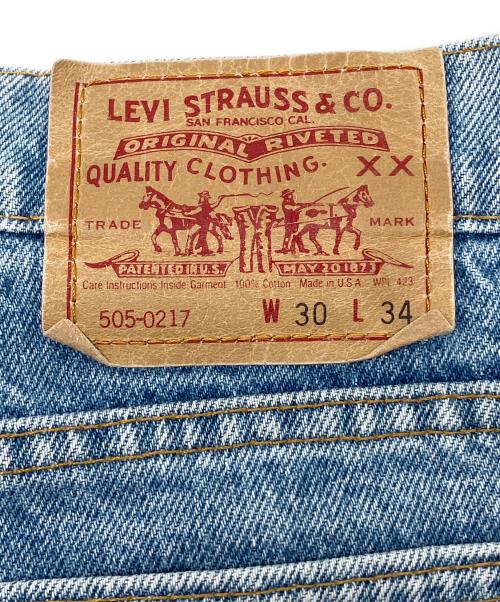 LEVI STRAUSS & CO.
SAN FRANCISCO, CAL.
ORIGINAL RIVETED
QUALITY CLOTHING. XX
TRADE MARK
PATENTED IN U.S. MAY 20 1873
Care Instructions Inside Garment 100% Cotton Made in U.S.A. WPL 423
505-0217 W 30 L 34